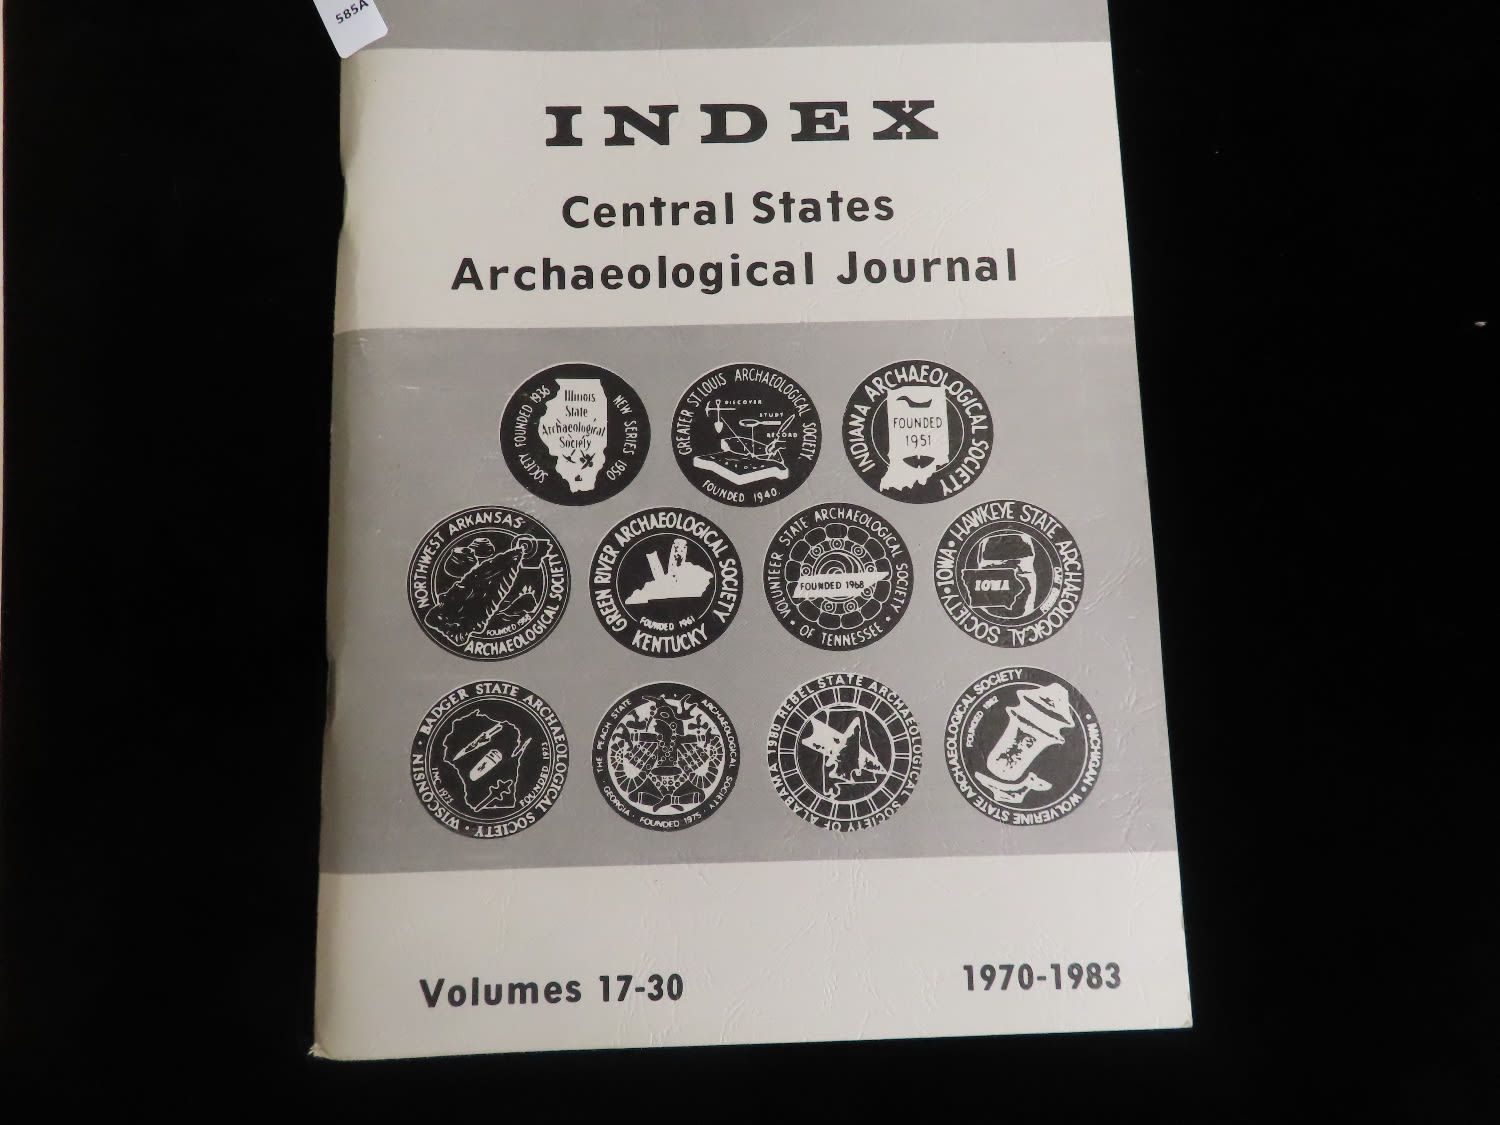 585A
INDEX
Central States
Archaeological Journal
SOCIETY FOUNDED 1936
NEW SERIES 1950
Illinois
State
Archaeological
Society
GREATER ST. LOUIS ARCHAEOLOGICAL SOCIETY
DISCOVER
STUDY
RECORD
FOUNDED 1940.
INDIANA ARCHAEOLOGICAL SOCIETY
FOUNDED
1951
NORTHWEST ARKANSAS
ARCHAEOLOGICAL SOCIETY
GREEN RIVER ARCHAEOLOGICAL SOCIETY
FOUNDED 1961
KENTUCKY
VOLUNTEER STATE ARCHAEOLOGICAL SOCIETY
FOUNDED 1968
• OF TENNESSEE •
HAWKEYE STATE ARCHAEOLOGICAL SOCIETY • IOWA •
IOWA
BADGER STATE ARCHAEOLOGICAL SOCIETY • WISCONSIN •
THE PEACH STATE ARCHAEOLOGICAL SOCIETY
GEORGIA • FOUNDED 1975
REBEL STATE ARCHAEOLOGICAL SOCIETY OF ALABAMA 1980
WOLVERINE STATE ARCHAEOLOGICAL SOCIETY • MICHIGAN •
Volumes 17-30
1970-1983